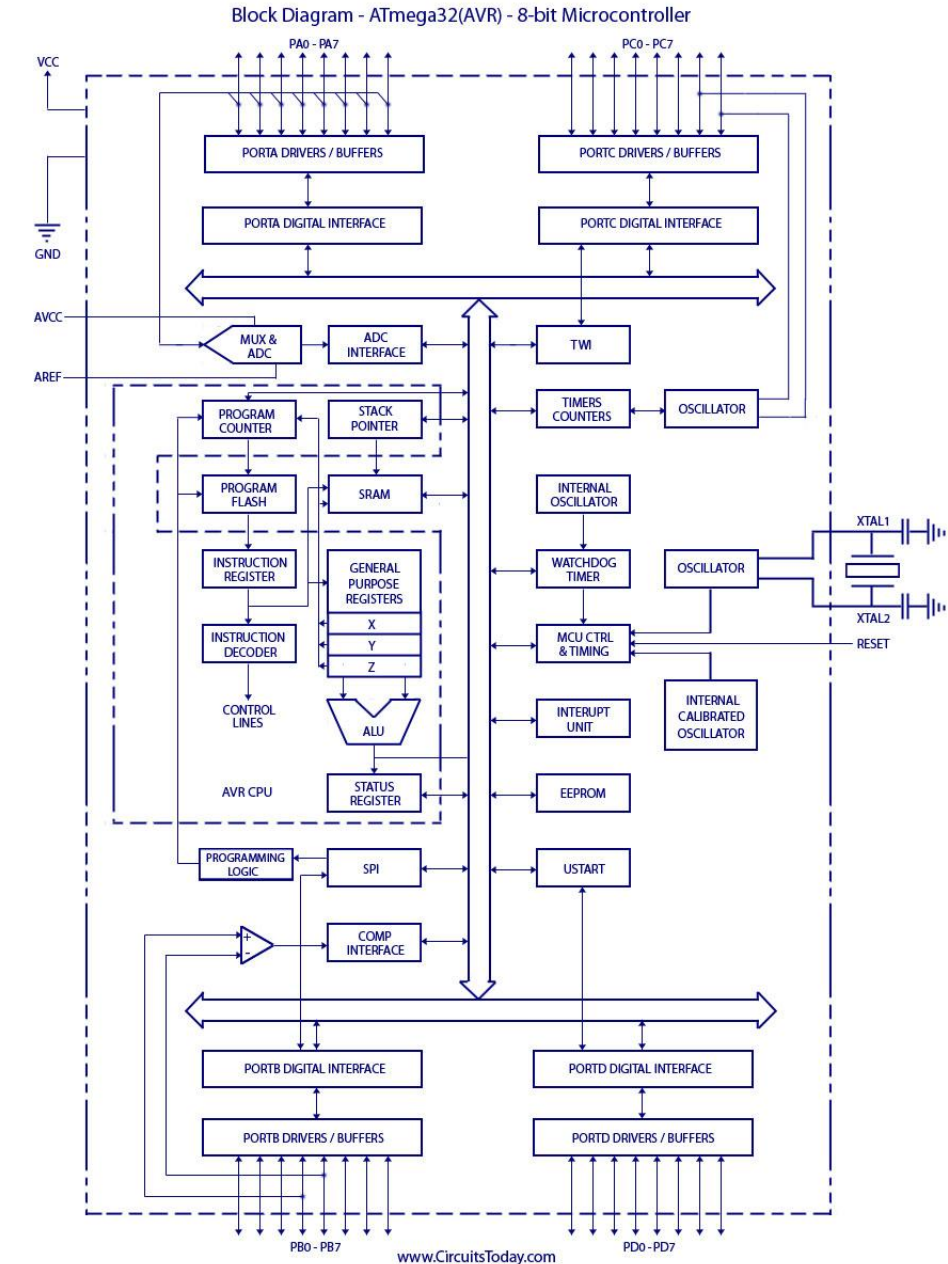 Block Diagram - ATmega32(AVR) - 8-bit Microcontroller
PA0 - PA7
PC0 - PC7
VCC
PORTA DRIVERS / BUFFERS
PORTC DRIVERS / BUFFERS
PORTA DIGITAL INTERFACE
PORTC DIGITAL INTERFACE
GND
AVCC
MUX &
ADC
ADC
INTERFACE
TWI
AREF
PROGRAM
COUNTER
STACK
POINTER
TIMERS
COUNTERS
OSCILLATOR
PROGRAM
FLASH
SRAM
INTERNAL
OSCILLATOR
XTAL1
INSTRUCTION
REGISTER
GENERAL
PURPOSE
REGISTERS
WATCHDOG
TIMER
OSCILLATOR
XTAL2
X
INSTRUCTION
DECODER
Y
MCU CTRL
& TIMING
RESET
Z
CONTROL
LINES
ALU
INTERUPT
UNIT
INTERNAL
CALIBRATED
OSCILLATOR
AVR CPU
STATUS
REGISTER
EEPROM
PROGRAMMING
LOGIC
SPI
USTART
+
-
COMP
INTERFACE
PORTB DIGITAL INTERFACE
PORTD DIGITAL INTERFACE
PORTB DRIVERS / BUFFERS
PORTD DRIVERS / BUFFERS
PB0 - PB7
PD0 - PD7
www.CircuitsToday.com